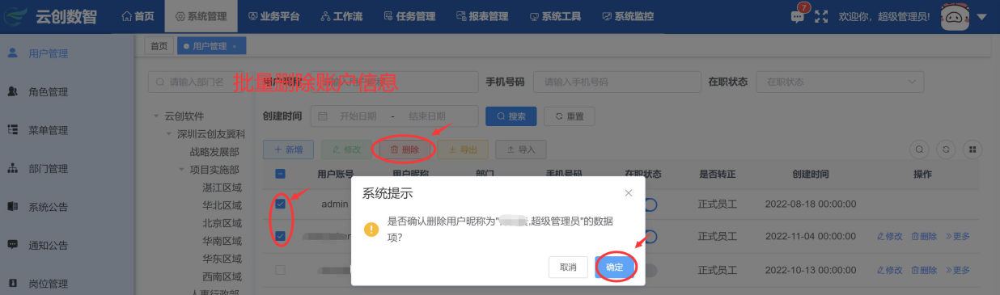 云创数智 首页 系统管理 业务平台 工作流 任务管理 报表管理 系统工具 系统监控 7 欢迎你, 超级管理员!
用户管理
角色管理
菜单管理
部门管理
系统公告
通知公告
岗位管理
首页 用户管理 ×
请输入部门名
云创软件
深圳云创友翼科
战略发展部
项目实施部
湛江区域
华北区域
北京区域
华南区域
华东区域
西南区域
人事行政部
批量删除账户信息
用户昵称 手机号码 请输入手机号码 在职状态 在职状态
创建时间 开始日期 - 结束日期 搜索 重置
+ 新增 修改 删除 导出 导入
用户账号 用户昵称 部门 手机号码 在职状态 是否转正 创建时间 操作
admin 正式员工 2022-08-18 00:00:00
正式员工 2022-11-04 00:00:00 修改 删除 更多
正式员工 2022-10-13 00:00:00 修改 删除 更多
系统提示 ×
是否确认删除用户昵称为" ,超级管理员"的数据
项?
取消 确定